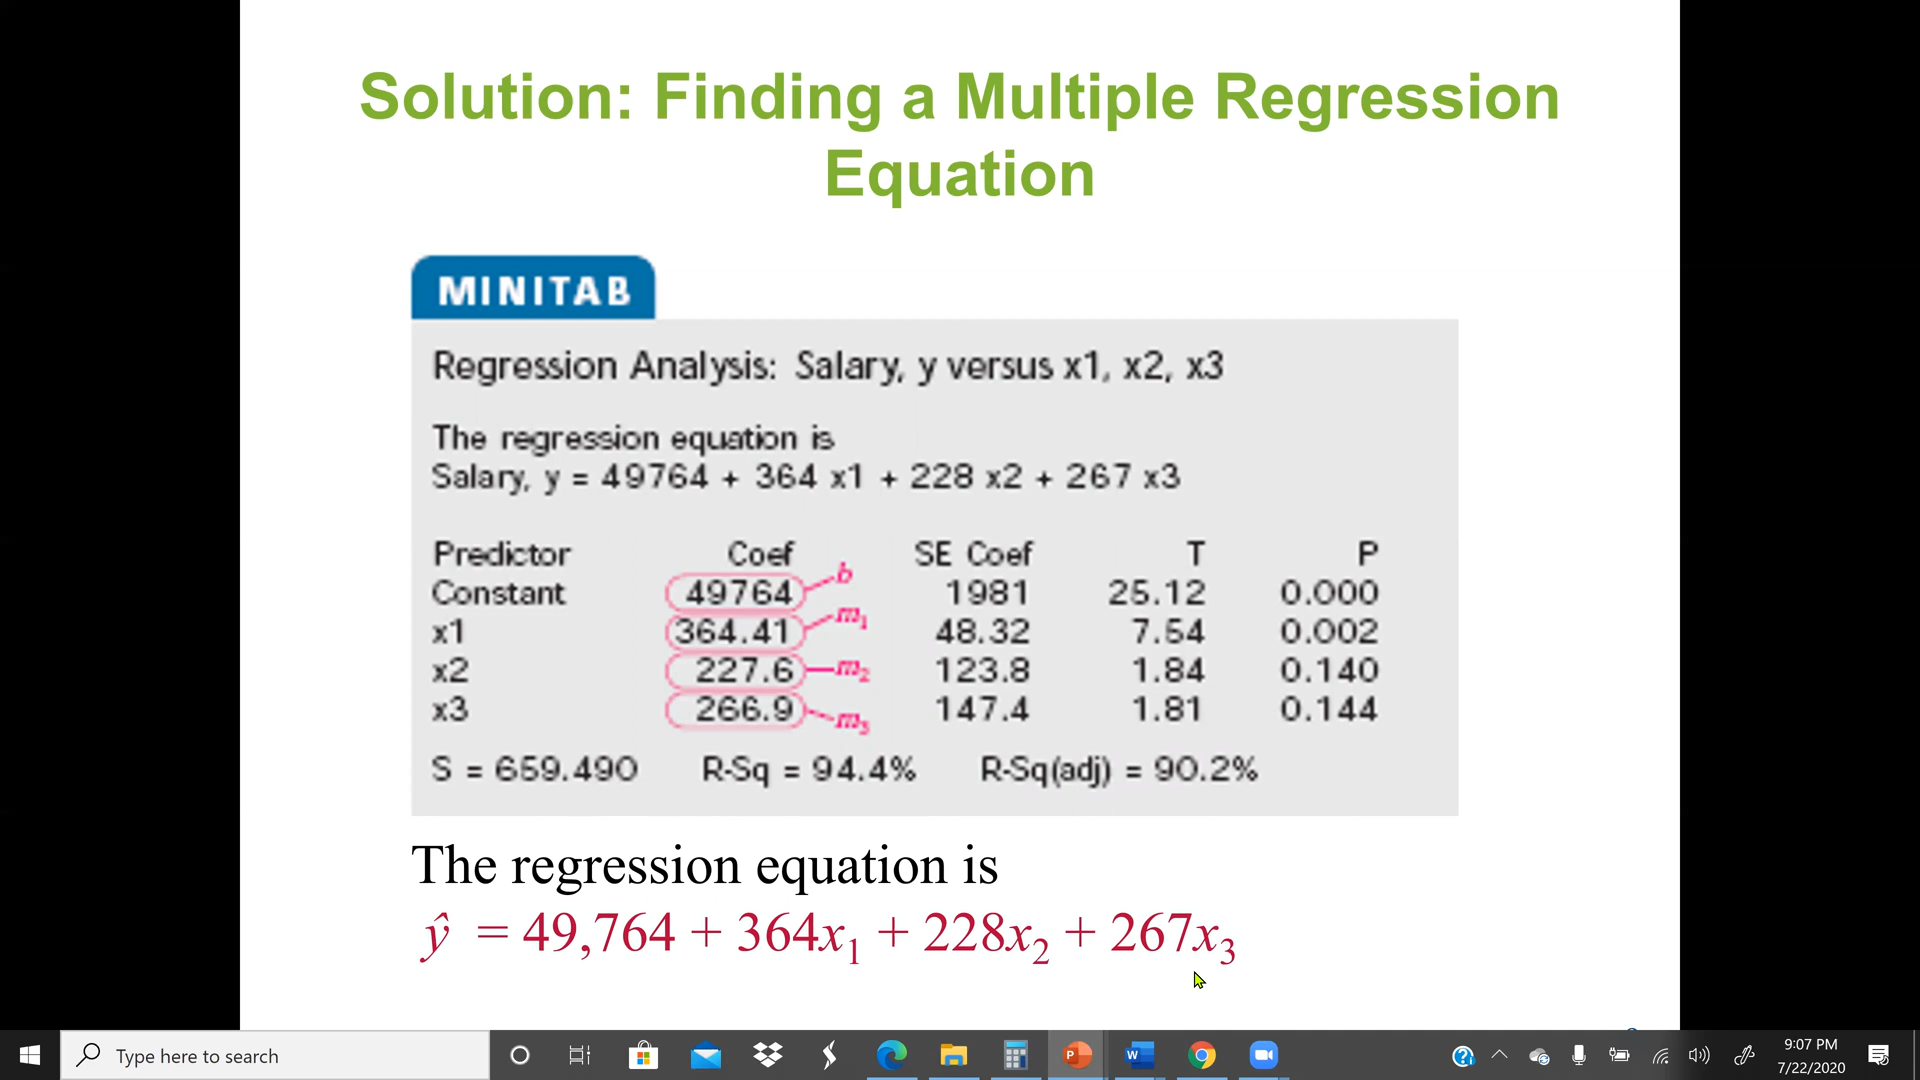 Solution: Finding a Multiple Regression
Equation
MINITAB
Regression Analysis: Salary, y versus x1, x2, x3
The regression equation is
Salary, y = 49764 + 364 x1 + 228 x2 + 267 x3
Predictor Coef SE Coef T P
Constant 49764 b 1981 25.12 0.000
x1 364.41 m₁ 48.32 7.54 0.002
x2 227.6 m₂ 123.8 1.84 0.140
x3 266.9 m₃ 147.4 1.81 0.144
S = 659.490 R-Sq = 94.4% R-Sq(adj) = 90.2%
The regression equation is
ŷ = 49,764 + 364x₁ + 228x₂ + 267x₃
Type here to search
9:07 PM
7/22/2020